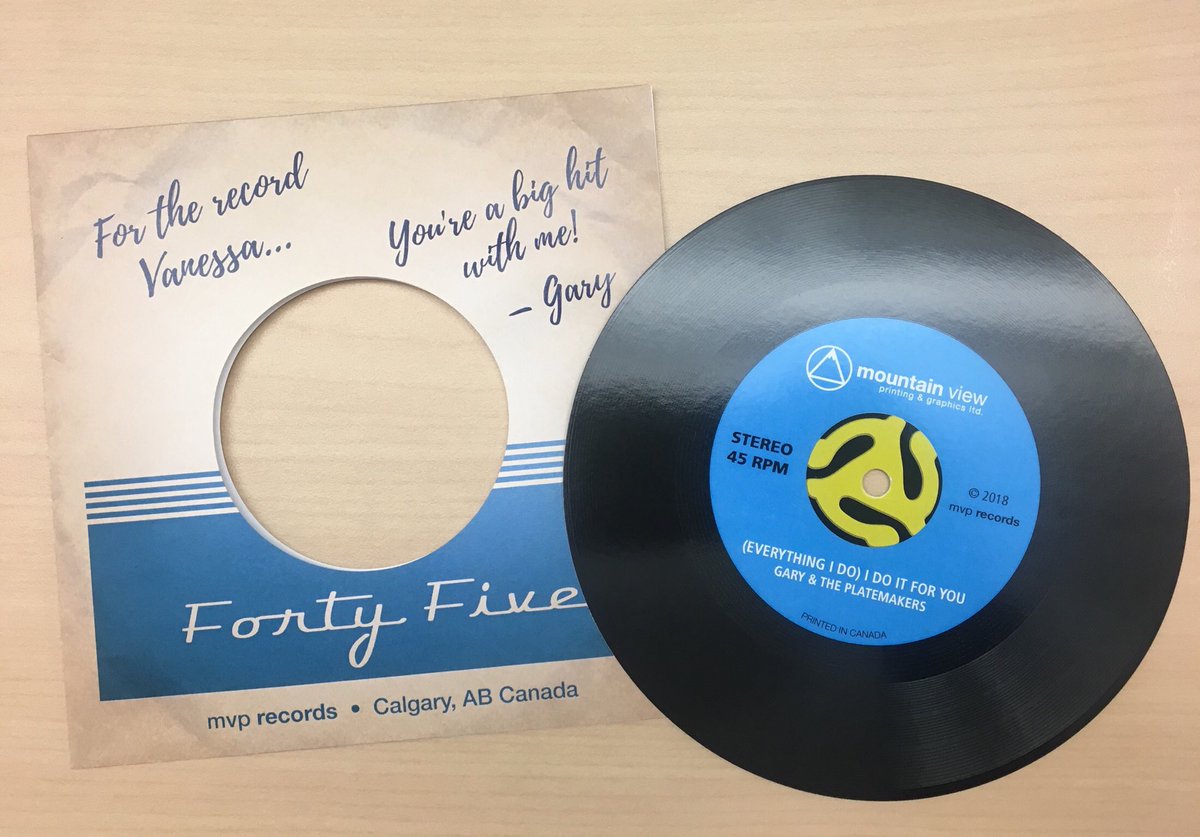 For the record
Vanessa...
You're a big hit
with me!
– Gary
Forty Five
mvp records • Calgary, AB Canada
mountain view
printing & graphics ltd.
STEREO
45 RPM
© 2018
mvp records
(EVERYTHING I DO) I DO IT FOR YOU
GARY & THE PLATEMAKERS
PRINTED IN CANADA